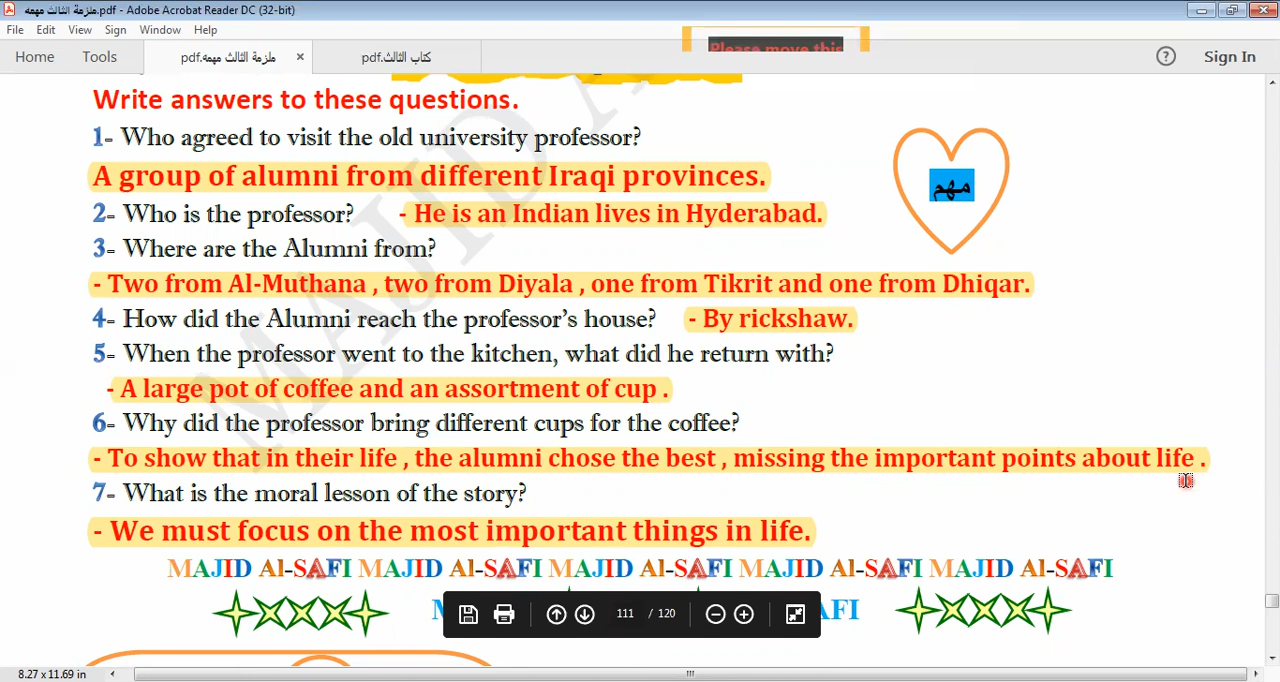 ملزمة الثالث مهمه.pdf - Adobe Acrobat Reader DC (32-bit)
File Edit View Sign Window Help
Please move this
Home Tools ملزمة الثالث مهمه.pdf × كتاب الثالث.pdf ? Sign In
Write answers to these questions.
1- Who agreed to visit the old university professor?
A group of alumni from different Iraqi provinces.
مهم
2- Who is the professor? - He is an Indian lives in Hyderabad.
3- Where are the Alumni from?
- Two from Al-Muthana , two from Diyala , one from Tikrit and one from Dhiqar.
4- How did the Alumni reach the professor's house? - By rickshaw.
5- When the professor went to the kitchen, what did he return with?
- A large pot of coffee and an assortment of cup .
6- Why did the professor bring different cups for the coffee?
- To show that in their life , the alumni chose the best , missing the important points about life .
7- What is the moral lesson of the story?
- We must focus on the most important things in life.
MAJID Al-SAFI MAJID Al-SAFI MAJID Al-SAFI MAJID Al-SAFI MAJID Al-SAFI
111 / 120
8.27 x 11.69 in
MAJID A